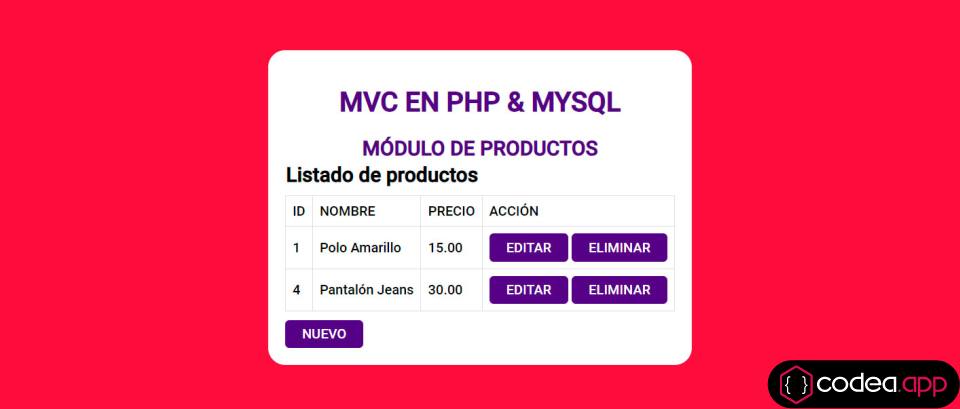 MVC EN PHP & MYSQL
MÓDULO DE PRODUCTOS
Listado de productos
ID NOMBRE PRECIO ACCIÓN
1 Polo Amarillo 15.00 EDITAR ELIMINAR
4 Pantalón Jeans 30.00 EDITAR ELIMINAR
NUEVO
{ } codea.app